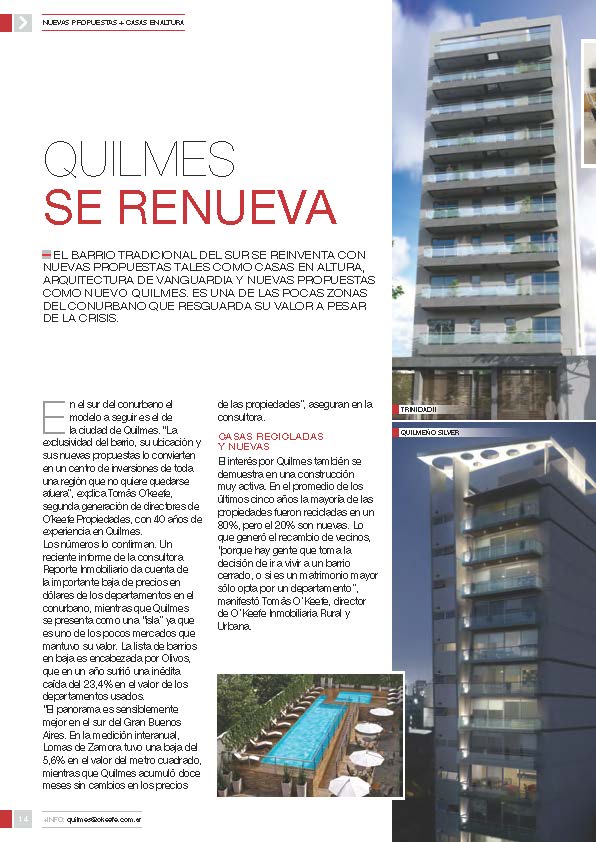 NUEVAS PROPUESTAS + CASAS EN ALTURA
QUILMES
SE RENUEVA
EL BARRIO TRADICIONAL DEL SUR SE REINVENTA CON
NUEVAS PROPUESTAS TALES COMO CASAS EN ALTURA,
ARQUITECTURA DE VANGUARDIA Y NUEVAS PROPUESTAS
COMO NUEVO QUILMES. ES UNA DE LAS POCAS ZONAS
DEL CONURBANO QUE RESGUARDA SU VALOR A PESAR
DE LA CRISIS.
En el sur del conurbano el
modelo a seguir es el de
la ciudad de Quilmes. "La
exclusividad del barrio, su ubicación y
sus nuevas propuestas lo convierten
en un centro de inversiones de toda
una región que no quiere quedarse
afuera", explica Tomás O'keefe,
segunda generación de directores de
O'keefe Propiedades, con 40 años de
experiencia en Quilmes.
Los números lo confirman. Un
reciente informe de la consultora
Reporte Inmobiliario da cuenta de
la importante baja de precios en
dólares de los departamentos en el
conurbano, mientras que Quilmes
se presenta como una "isla" ya que
es uno de los pocos mercados que
mantuvo su valor. La lista de barrios
en baja es encabezada por Olivos,
que en un año sufrió una inédita
caída del 23,4% en el valor de los
departamentos usados.
"El panorama es sensiblemente
mejor en el sur del Gran Buenos
Aires. En la medición interanual,
Lomas de Zamora tuvo una baja del
5,6% en el valor del metro cuadrado,
mientras que Quilmes acumuló doce
meses sin cambios en los precios
de las propiedades", aseguran en la
consultora.
CASAS RECICLADAS
Y NUEVAS
El interés por Quilmes también se
demuestra en una construcción
muy activa. En el promedio de los
últimos cinco años la mayoría de las
propiedades fueron recicladas en un
80%, pero el 20% son nuevas. Lo
que generó el recambio de vecinos,
"porque hay gente que toma la
decisión de ira vivir a un barrio
cerrado, o si es un matrimonio mayor
sólo opta por un departamento",
manifestó Tomás O´Keefe, director
de O´Keefe Inmobiliaria Rural y
Urbana.
TRINIDAD II
QUILMEÑO SILVER
14
+INFO: quilmes@okeefe.com.ar